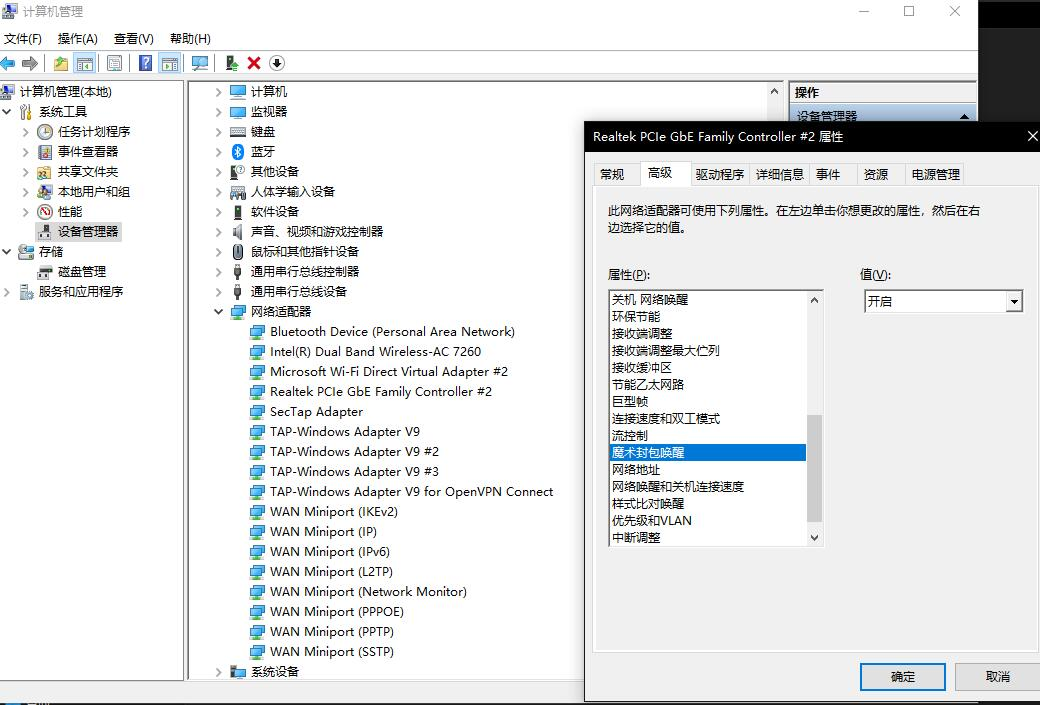 计算机管理
文件(F) 操作(A) 查看(V) 帮助(H)
计算机管理(本地)
系统工具
任务计划程序
事件查看器
共享文件夹
本地用户和组
性能
设备管理器
存储
磁盘管理
服务和应用程序
计算机
监视器
键盘
蓝牙
其他设备
人体学输入设备
软件设备
声音、视频和游戏控制器
鼠标和其他指针设备
通用串行总线控制器
通用串行总线设备
网络适配器
Bluetooth Device (Personal Area Network)
Intel(R) Dual Band Wireless-AC 7260
Microsoft Wi-Fi Direct Virtual Adapter #2
Realtek PCIe GbE Family Controller #2
SecTap Adapter
TAP-Windows Adapter V9
TAP-Windows Adapter V9 #2
TAP-Windows Adapter V9 #3
TAP-Windows Adapter V9 for OpenVPN Connect
WAN Miniport (IKEv2)
WAN Miniport (IP)
WAN Miniport (IPv6)
WAN Miniport (L2TP)
WAN Miniport (Network Monitor)
WAN Miniport (PPPOE)
WAN Miniport (PPTP)
WAN Miniport (SSTP)
系统设备
操作
设备管理器
Realtek PCIe GbE Family Controller #2 属性
常规 高级 驱动程序 详细信息 事件 资源 电源管理
此网络适配器可使用下列属性。在左边单击你想更改的属性，然后在右
边选择它的值。
属性(P): 值(V):
开启
关机 网络唤醒
环保节能
接收端调整
接收端调整最大伫列
接收缓冲区
节能乙太网路
巨型帧
连接速度和双工模式
流控制
魔术封包唤醒
网络地址
网络唤醒和关机连接速度
样式比对唤醒
优先级和VLAN
中断调整
确定 取消